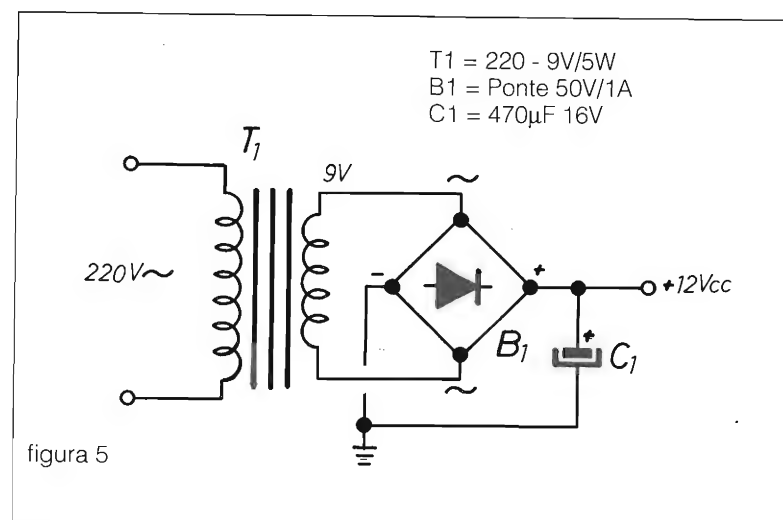 T1 = 220 - 9V/5W
B1 = Ponte 50V/1A
C1 = 470µF 16V
T1
9V
~
220V~
-
+
+12Vcc
B1
+
C1
~
figura 5